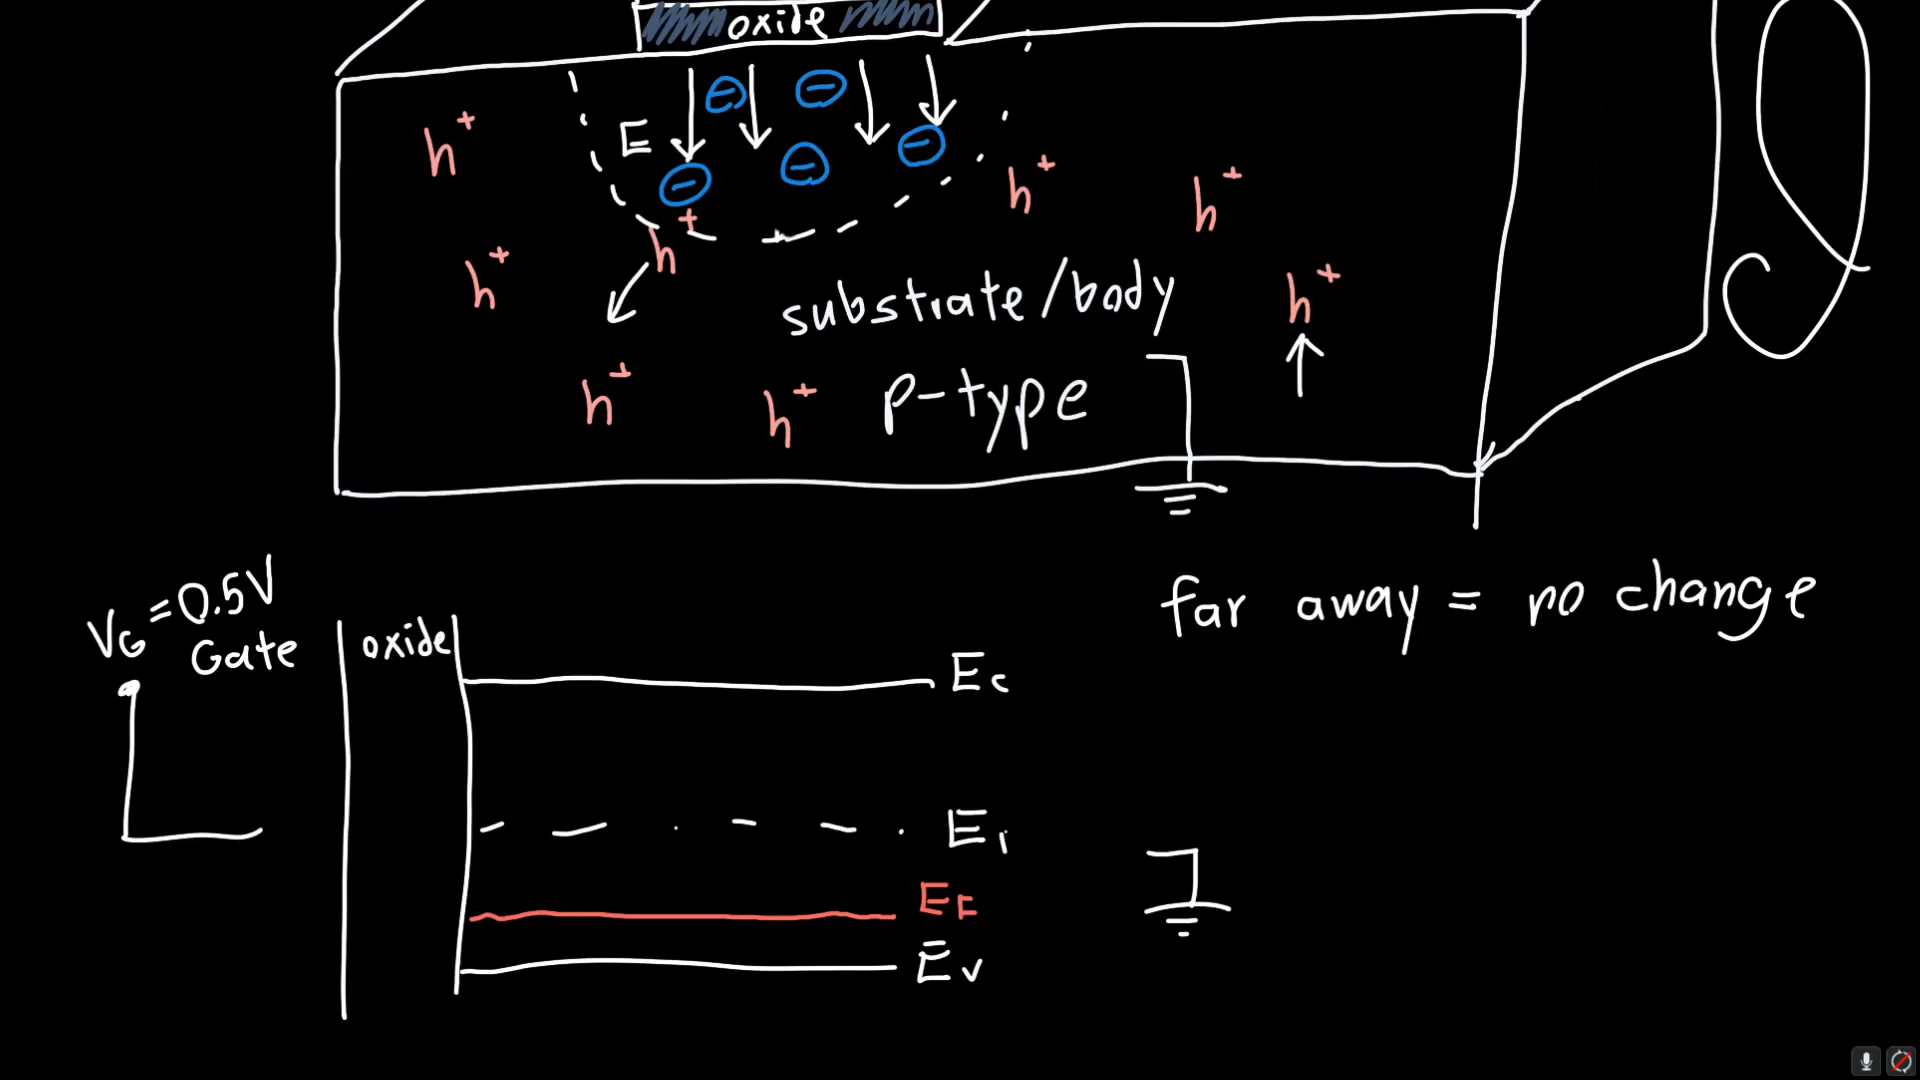 oxide
⊖ ⊖
E
⊖ ⊖ ⊖
h+
h+ h+
h+
h+ h+
substrate/body
h+ h+
p-type
VG = 0.5V
Gate
oxide
far away = no change
Ec
Ei
EF
Ev